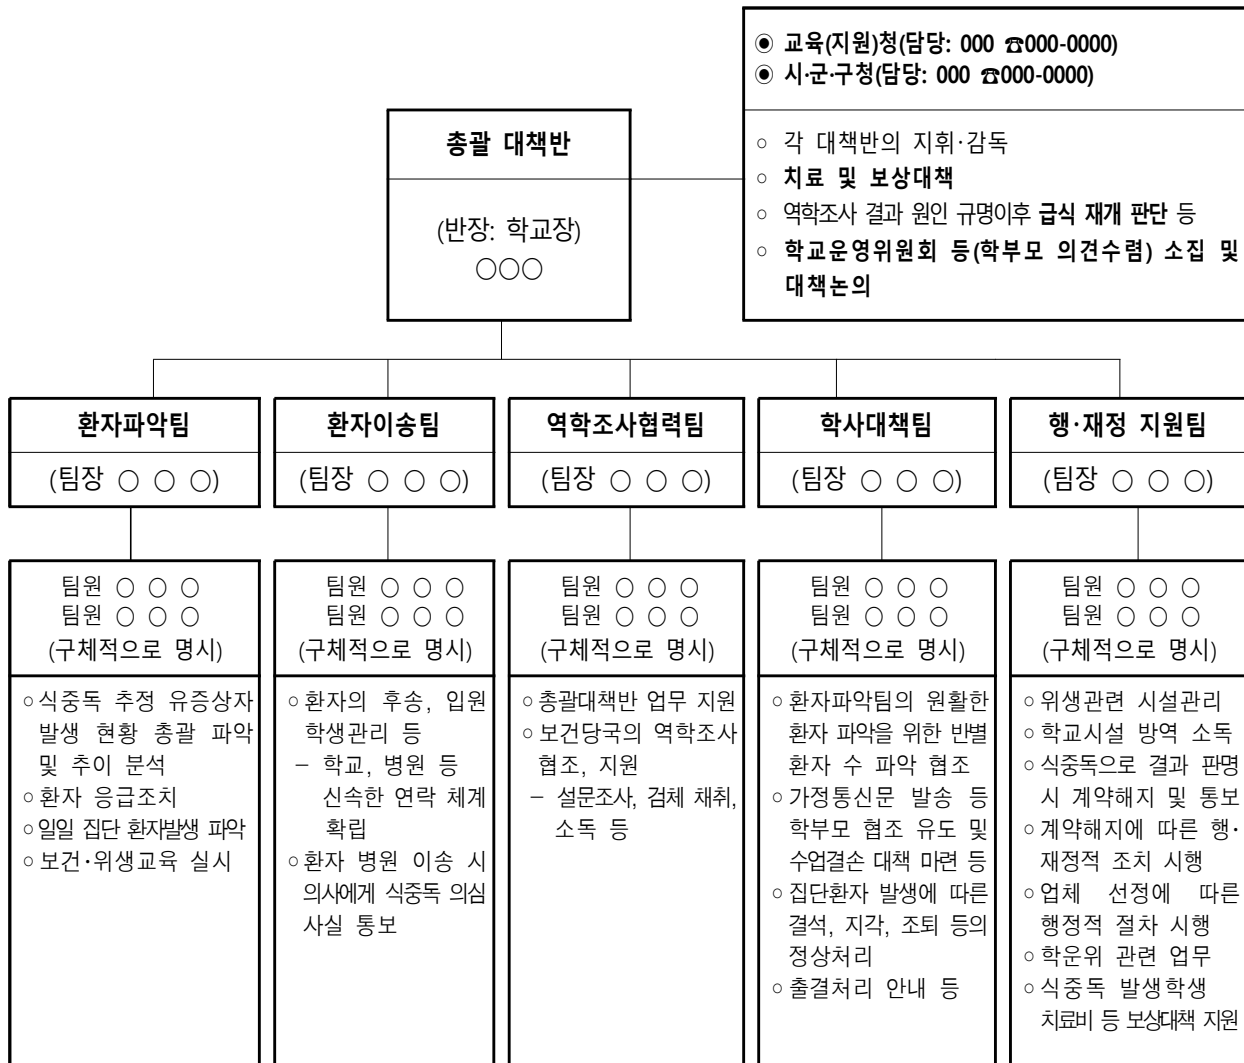 ◉ 교육(지원)청(담당: 000 ☎000-0000)
◉ 시·군·구청(담당: 000 ☎000-0000)
총괄 대책반
(반장: 학교장)
○○○
○ 각 대책반의 지휘·감독
○ 치료 및 보상대책
○ 역학조사 결과 원인 규명이후 급식 재개 판단 등
○ 학교운영위원회 등(학부모 의견수렴) 소집 및
대책논의
환자파악팀
(팀장 ○ ○ ○)
팀원 ○ ○ ○
팀원 ○ ○ ○
(구체적으로 명시)
○식중독 추정 유증상자
발생 현황 총괄 파악
및 추이 분석
○환자 응급조치
○일일 집단 환자발생 파악
○보건·위생교육 실시
환자이송팀
(팀장 ○ ○ ○)
팀원 ○ ○ ○
팀원 ○ ○ ○
(구체적으로 명시)
○환자의 후송, 입원
학생관리 등
– 학교, 병원 등
신속한 연락 체계
확립
○환자 병원 이송 시
의사에게 식중독 의심
사실 통보
역학조사협력팀
(팀장 ○ ○ ○)
팀원 ○ ○ ○
팀원 ○ ○ ○
(구체적으로 명시)
○총괄대책반 업무 지원
○보건당국의 역학조사
협조, 지원
– 설문조사, 검체 채취,
소독 등
학사대책팀
(팀장 ○ ○ ○)
팀원 ○ ○ ○
팀원 ○ ○ ○
(구체적으로 명시)
○환자파악팀의 원활한
환자 파악을 위한 반별
환자 수 파악 협조
○가정통신문 발송 등
학부모 협조 유도 및
수업결손 대책 마련 등
○집단환자 발생에 따른
결석, 지각, 조퇴 등의
정상처리
○출결처리 안내 등
행·재정 지원팀
(팀장 ○ ○ ○)
팀원 ○ ○ ○
팀원 ○ ○ ○
(구체적으로 명시)
○위생관련 시설관리
○학교시설 방역 소독
○식중독으로 결과 판명
시 계약해지 및 통보
○계약해지에 따른 행·
재정적 조치 시행
○업체 선정에 따른
행정적 절차 시행
○학운위 관련 업무
○식중독 발생학생
치료비 등 보상대책 지원